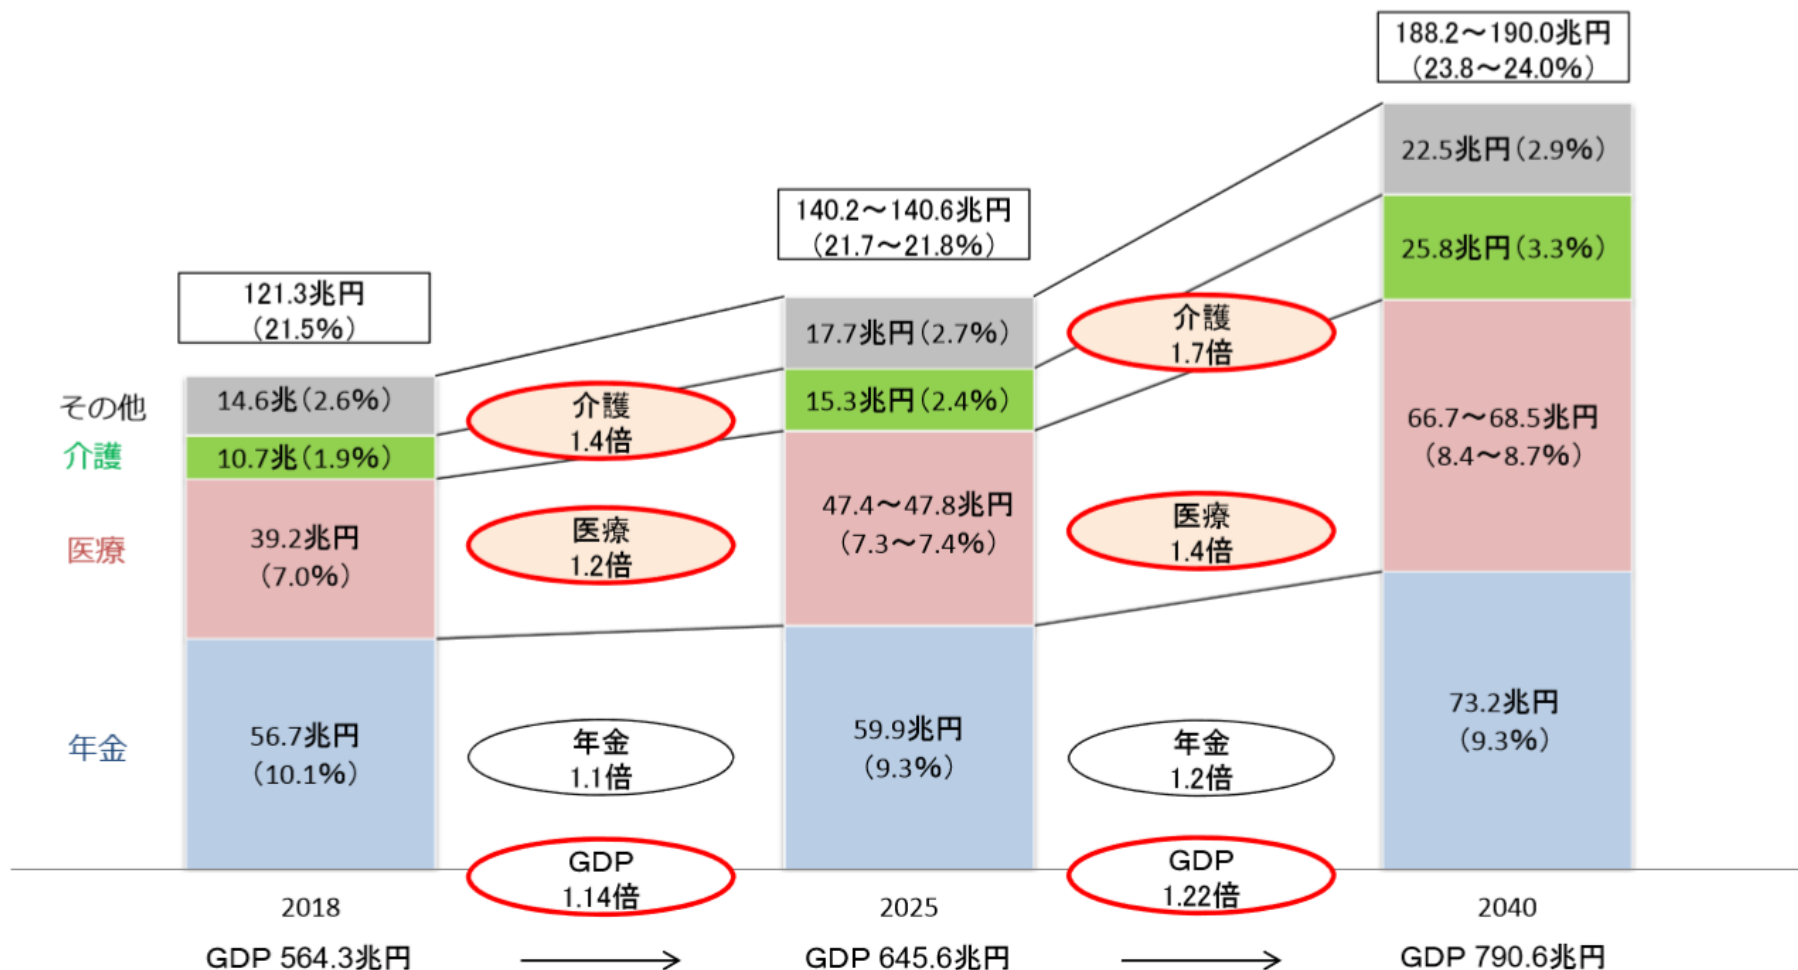 188.2～190.0兆円
（23.8～24.0%）
22.5兆円（2.9%）
25.8兆円（3.3%）
66.7～68.5兆円
（8.4～8.7%）
73.2兆円
（9.3%）
140.2～140.6兆円
（21.7～21.8%）
17.7兆円（2.7%）
15.3兆円（2.4%）
47.4～47.8兆円
（7.3～7.4%）
59.9兆円
（9.3%）
121.3兆円
（21.5%）
14.6兆（2.6%）
10.7兆（1.9%）
39.2兆円
（7.0%）
56.7兆円
（10.1%）
その他
介護
医療
年金
介護
1.4倍
医療
1.2倍
年金
1.1倍
GDP
1.14倍
介護
1.7倍
医療
1.4倍
年金
1.2倍
GDP
1.22倍
2018
2025
2040
GDP 564.3兆円
GDP 645.6兆円
GDP 790.6兆円